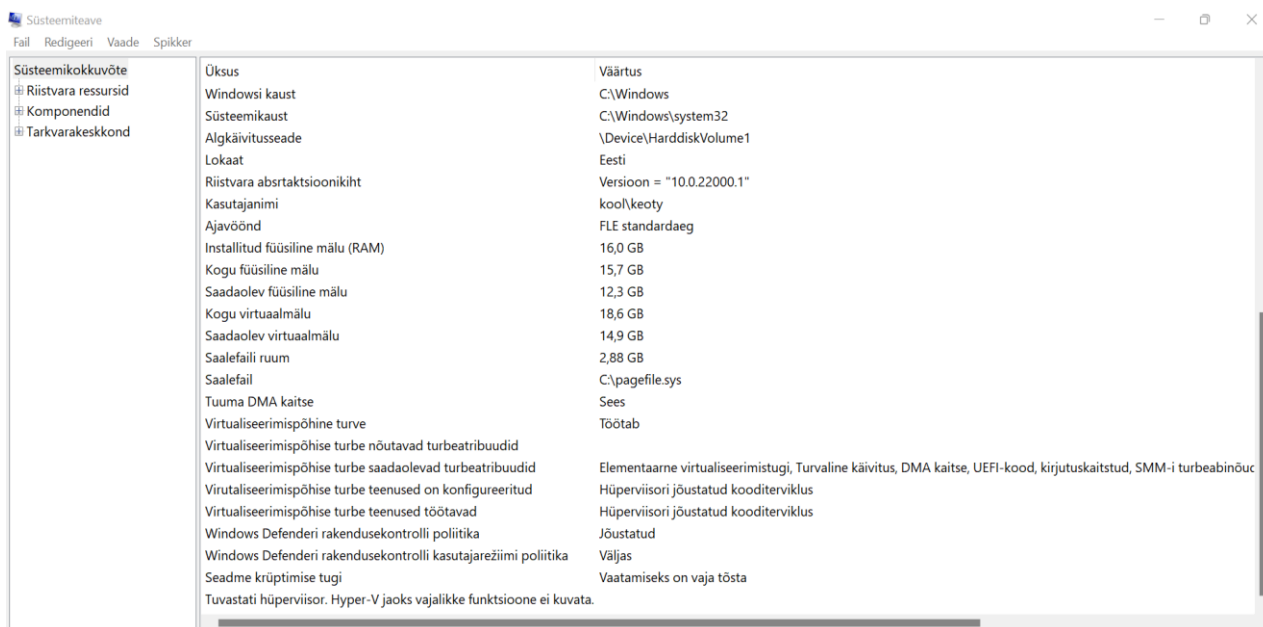 Süsteemiteave
Fail Redigeeri Vaade Spikker
Süsteemikokkuvõte
Riistvara ressursid
Komponendid
Tarkvarakeskkond
Üksus Väärtus
Windowsi kaust C:\Windows
Süsteemikaust C:\Windows\system32
Algkäivitusseade \Device\HarddiskVolume1
Lokaat Eesti
Riistvara absrtaktsioonikiht Versioon = "10.0.22000.1"
Kasutajanimi kool\keoty
Ajavöönd FLE standardaeg
Installitud füüsiline mälu (RAM) 16,0 GB
Kogu füüsiline mälu 15,7 GB
Saadaolev füüsiline mälu 12,3 GB
Kogu virtuaalmälu 18,6 GB
Saadaolev virtuaalmälu 14,9 GB
Saalefaili ruum 2,88 GB
Saalefail C:\pagefile.sys
Tuuma DMA kaitse Sees
Virtualiseerimispõhine turve Töötab
Virtualiseerimispõhise turbe nõutavad turbeatribuudid
Virtualiseerimispõhise turbe saadaolevad turbeatribuudid Elementaarne virtualiseerimistugi, Turvaline käivitus, DMA kaitse, UEFI-kood, kirjutuskaitstud, SMM-i turbeabinõud
Virutaliseerimispõhise turbe teenused on konfigureeritud Hüperviisori jõustatud kooditerviklus
Virtualiseerimispõhise turbe teenused töötavad Hüperviisori jõustatud kooditerviklus
Windows Defenderi rakendusekontrolli poliitika Jõustatud
Windows Defenderi rakendusekontrolli kasutajarežiimi poliitika Väljas
Seadme krüptimise tugi Vaatamiseks on vaja tõsta
Tuvastati hüperviisor. Hyper-V jaoks vajalikke funktsioone ei kuvata.